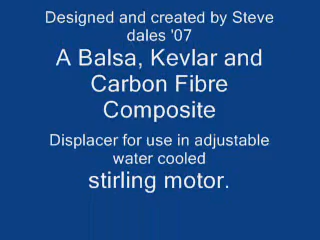 Designed and created by Steve
dales '07
A Balsa, Kevlar and
Carbon Fibre
Composite
Displacer for use in adjustable
water cooled
stirling motor.